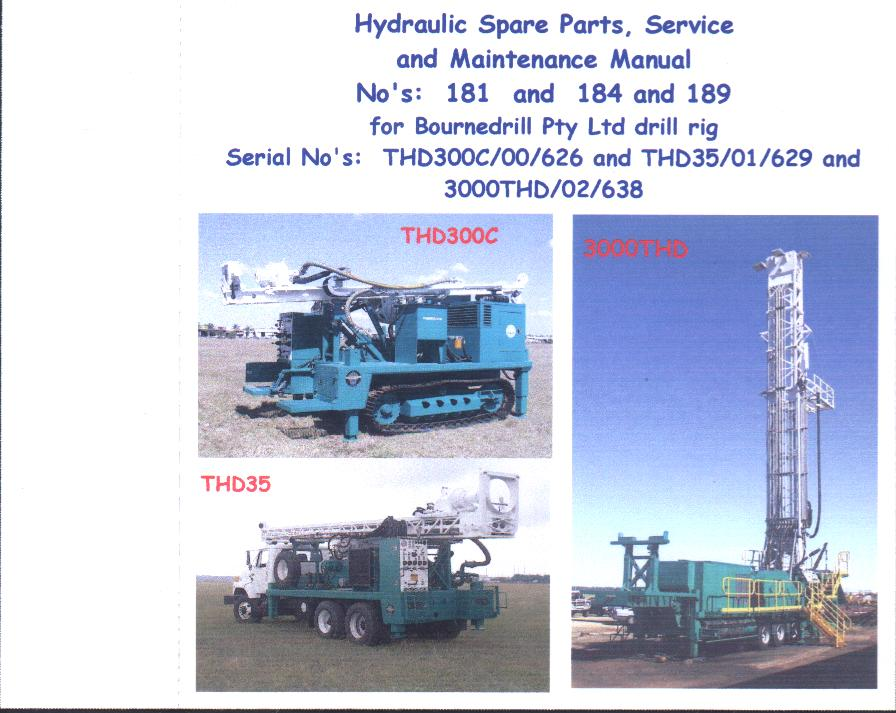 Hydraulic Spare Parts, Service
and Maintenance Manual
No's: 181 and 184 and 189
for Bournedrill Pty Ltd drill rig
Serial No's: THD300C/00/626 and THD35/01/629 and
3000THD/02/638
THD300C
3000THD
THD35